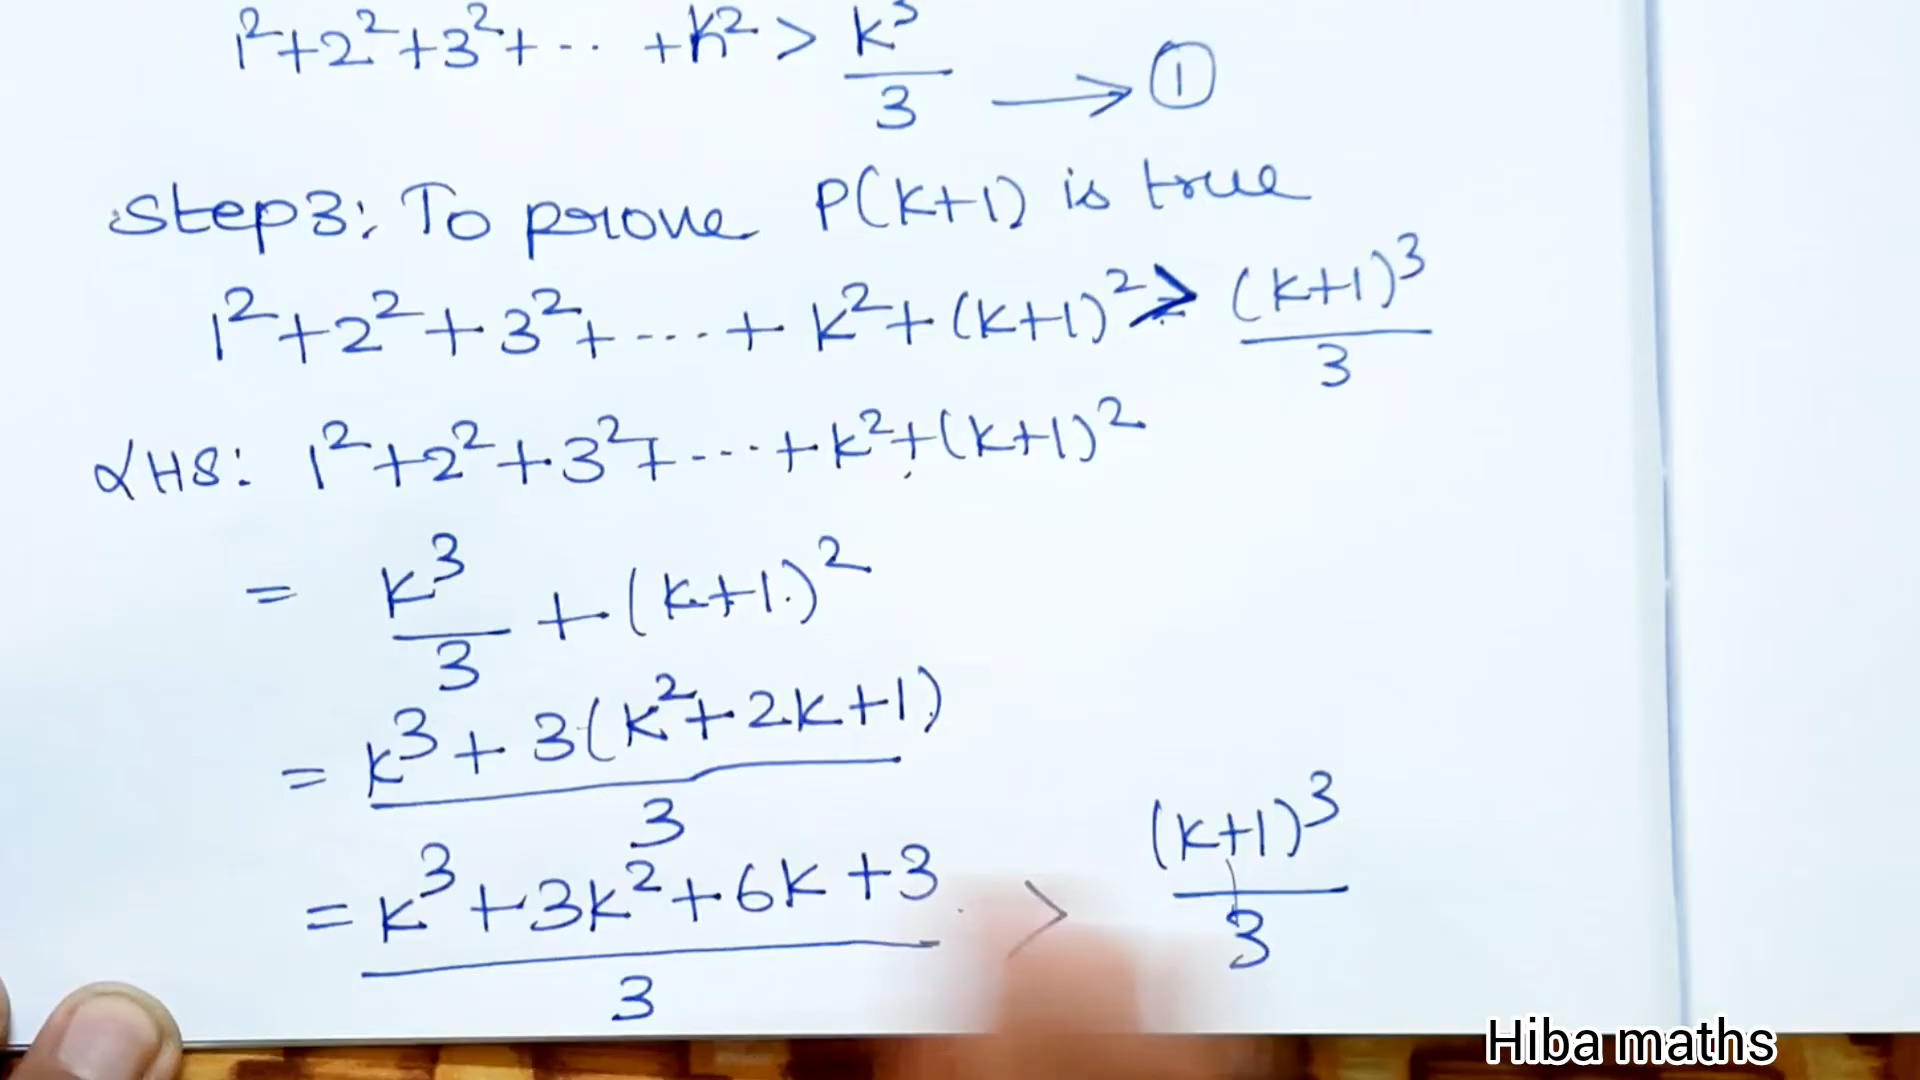 1²+2²+3²+·· +k² > k³/3 → ①
Step3: To prove P(k+1) is true
1²+2²+3²+···+ k²+(k+1)² > (k+1)³/3
LHS: 1²+2²+3²+···+k²+(k+1)²
= k³/3 +(k+1)²
= k³+3(k²+2k+1)/3
= k³+3k²+6k+3/3 > (k+1)³/3
Hiba maths